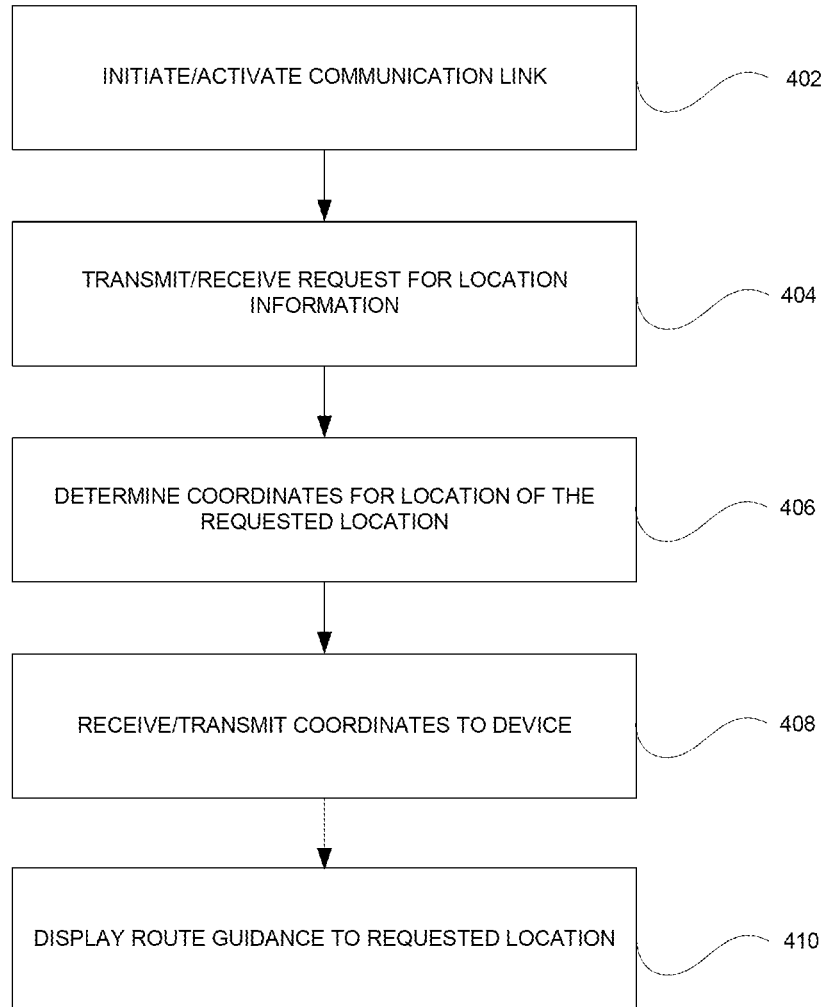 INITIATE/ACTIVATE COMMUNICATION LINK
402
TRANSMIT/RECEIVE REQUEST FOR LOCATION
INFORMATION
404
DETERMINE COORDINATES FOR LOCATION OF THE
REQUESTED LOCATION
406
RECEIVE/TRANSMIT COORDINATES TO DEVICE
408
DISPLAY ROUTE GUIDANCE TO REQUESTED LOCATION
410